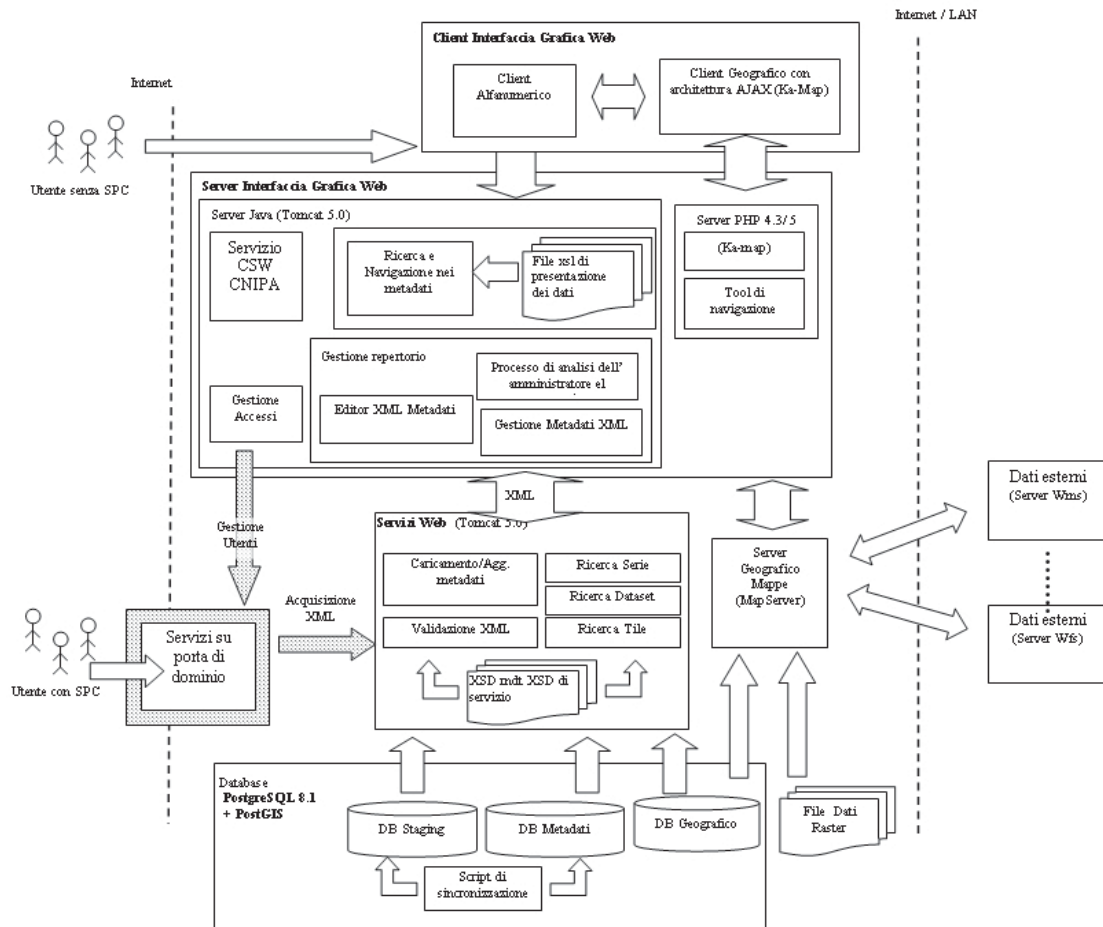 Internet / LAN
Client Interfaccia Grafica Web
Client
Alfanumerico
Client Geografico con
architettura AJAX (Ka-Map)
Internet
Utente senza SPC
Server Interfaccia Grafica Web
Server Java (Tomcat 5.0)
Servizio
CSW
CNIPA
Ricerca e
Navigazione nei
metadati
File xsl di
presentazione
dei dati
Server PHP 4.3/5
(Ka-map)
Tool di
navigazione
Gestione repertorio
Processo di analisi dell'
amministratore el
Gestione
Accessi
Editor XML Metadati
Gestione Metadati XML
XML
Gestione
Utenti
Servizi Web (Tomcat 5.0)
Caricamento/Agg.
metadati
Ricerca Serie
Ricerca Dataset
Validazione XML
Ricerca Tile
XSD mdt XSD di
servizio
Server
Geografico
Mappe
(MapServer)
Dati esterni
(Server Wms)
Dati esterni
(Server Wfs)
Acquisizione
XML
Servizi su
porta di
dominio
Utente con SPC
Database
PostgreSQL 8.1
+ PostGIS
DB Staging
DB Metadati
DB Geografico
File Dati
Raster
Script di
sincronizzazione